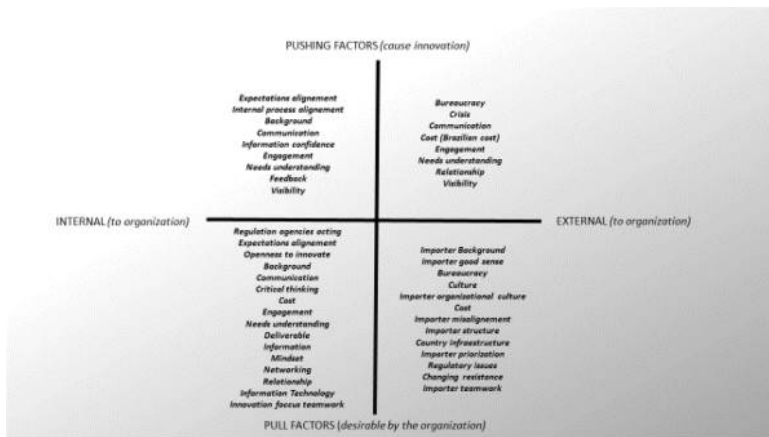 PUSHING FACTORS (cause innovation)
Expectations alignement
Internal process alignement
Background
Communication
Information confidence
Engagement
Needs understanding
Feedback
Visibility
Bureaucracy
Crisis
Communication
Cost (Brazilian cost)
Engagement
Needs understanding
Relationship
Visibility
INTERNAL (to organization)
EXTERNAL (to organization)
Regulation agencies acting
Expectations alignement
Openness to innovate
Background
Communication
Critical thinking
Cost
Engagement
Needs understanding
Deliverable
Information
Mindset
Networking
Relationship
Information Technology
Innovation foccus teamwork
Importer Background
Importer good sense
Bureaucracy
Culture
Importer organizational culture
Cost
Importer misalignement
Importer structure
Country infraestructure
Importer priorization
Regulatory issues
Changing resistance
Importer teamwork
PULL FACTORS (desirable by the organization)